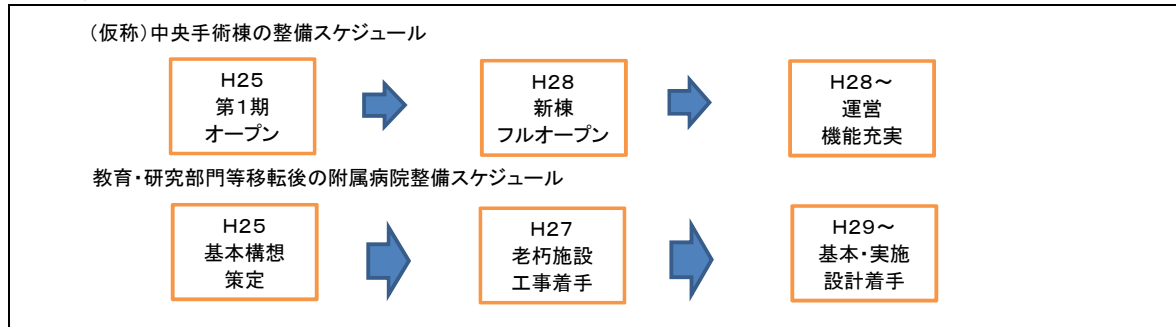 （仮称）中央手術棟の整備スケジュール
H25
第1期
オープン
H28
新棟
フルオープン
H28～
運営
機能充実
教育・研究部門等移転後の附属病院整備スケジュール
H25
基本構想
策定
H27
老朽施設
工事着手
H29～
基本・実施
設計着手